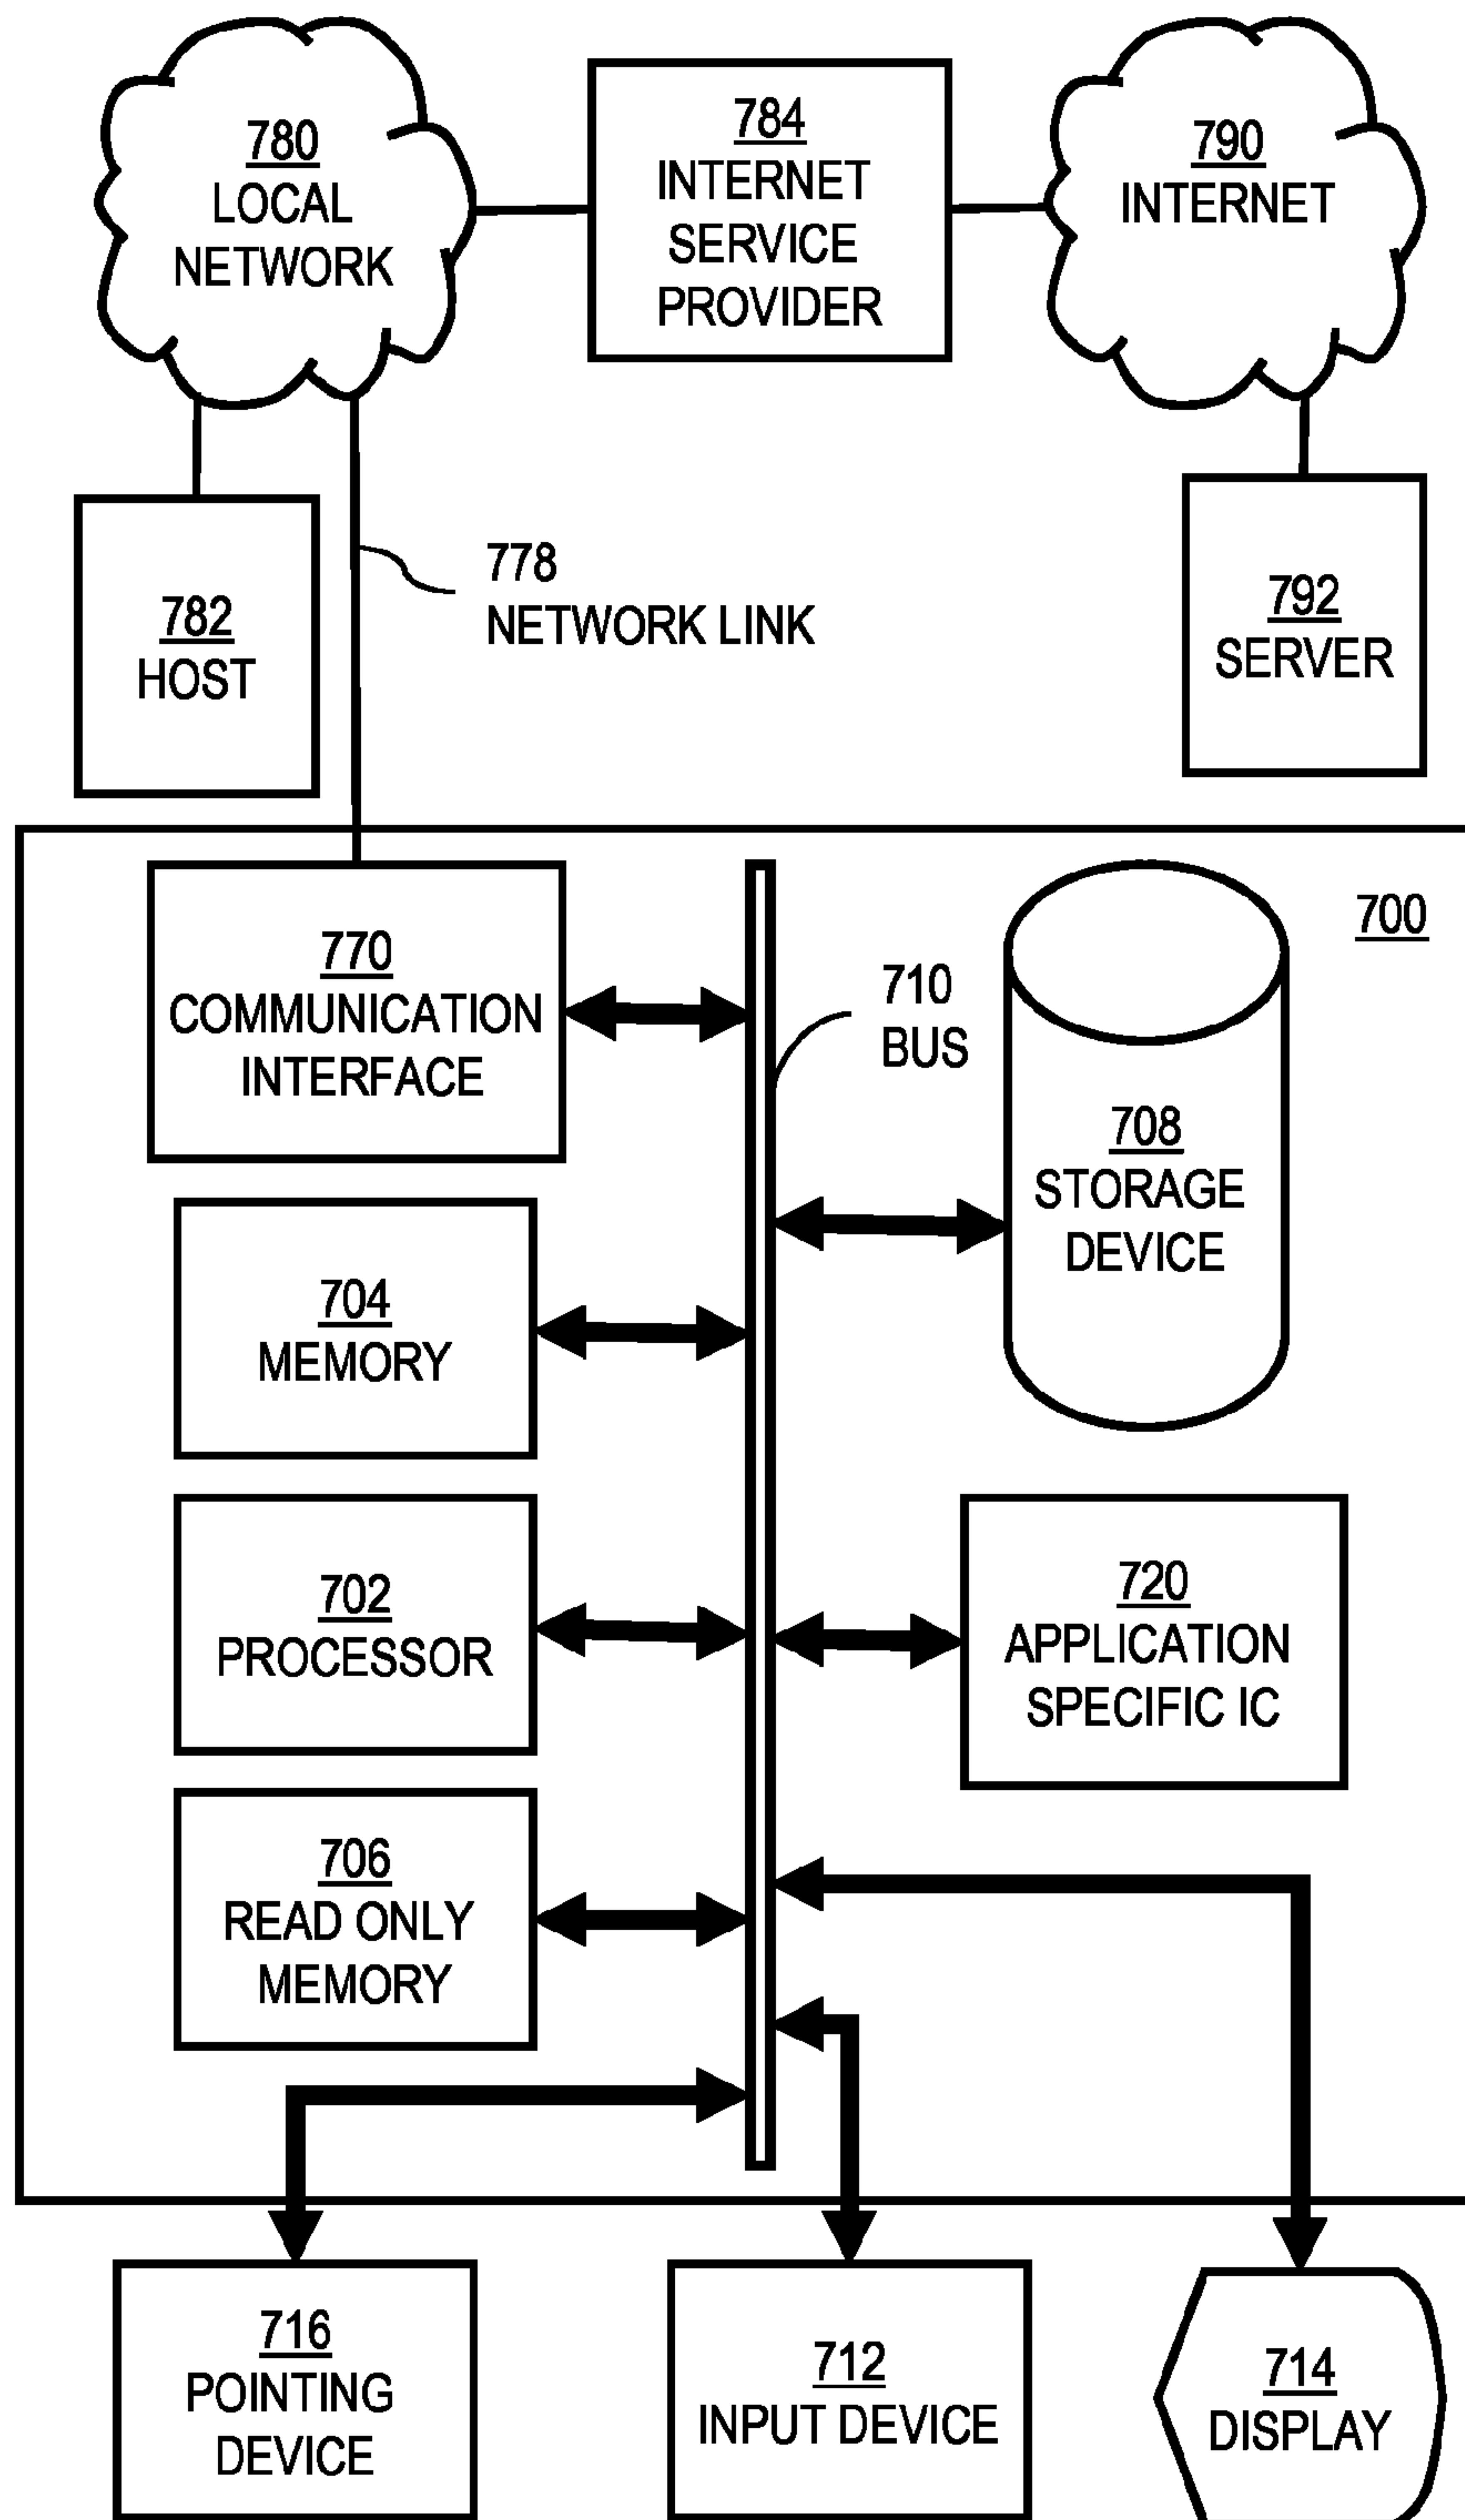 780
LOCAL
NETWORK
784
INTERNET
SERVICE
PROVIDER
790
INTERNET
782
HOST
778
NETWORK LINK
792
SERVER
700
770
COMMUNICATION
INTERFACE
710
BUS
708
STORAGE
DEVICE
704
MEMORY
702
PROCESSOR
720
APPLICATION
SPECIFIC IC
706
READ ONLY
MEMORY
716
POINTING
DEVICE
712
INPUT DEVICE
714
DISPLAY